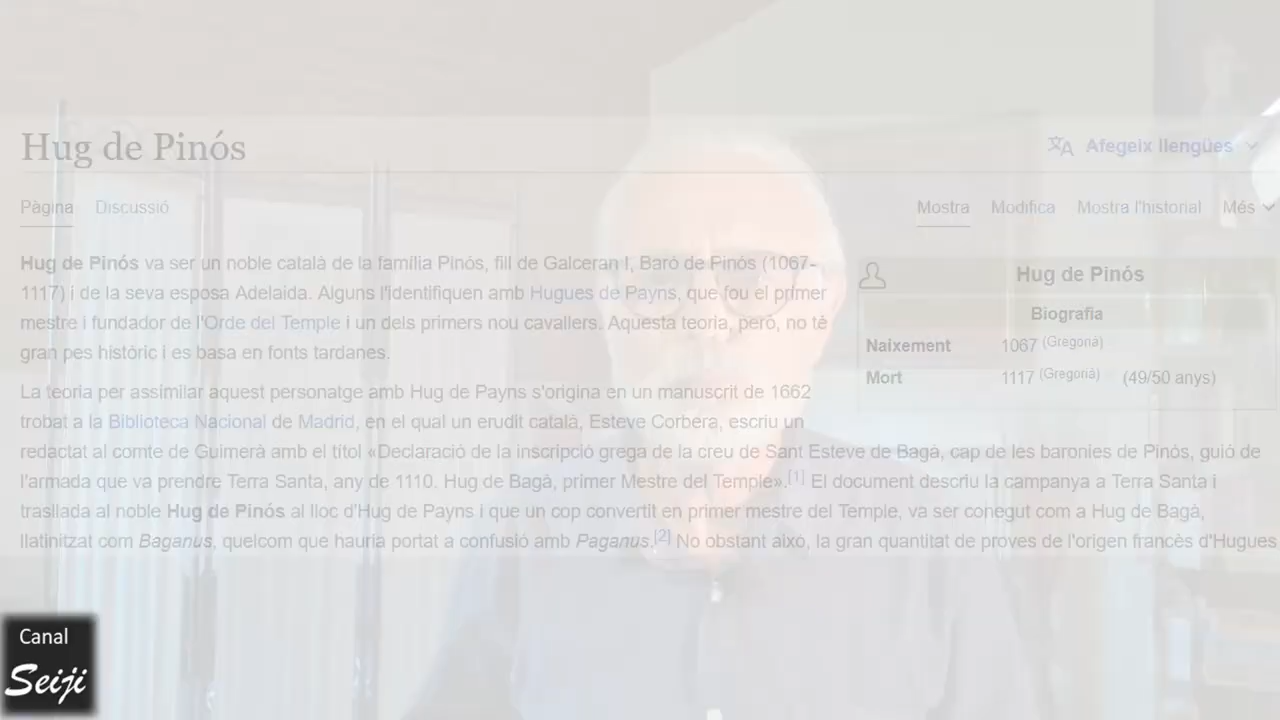 Hug de Pinós
Afegeix llengües
Pàgina Discussió Mostra Modifica Mostra l'historial Més
Hug de Pinós va ser un noble català de la família Pinós, fill de Galceran I, Baró de Pinós (1067-
1117) i de la seva esposa Adelaida. Alguns l'identifiquen amb Hugues de Payns, que fou el primer
mestre i fundador de l'Orde del Temple i un dels primers nou cavallers. Aquesta teoria, però, no té
gran pes històric i es basa en fonts tardanes.
Hug de Pinós
Biografia
Naixement 1067 (Gregorià)
Mort 1117 (Gregorià) (49/50 anys)
La teoria per assimilar aquest personatge amb Hug de Payns s'origina en un manuscrit de 1662
trobat a la Biblioteca Nacional de Madrid, en el qual un erudit català, Esteve Corbera, escriu un
redactat al comte de Guimerà amb el títol «Declaració de la inscripció grega de la creu de Sant Esteve de Bagà, cap de les baronies de Pinós, guió de
l'armada que va prendre Terra Santa, any de 1110. Hug de Bagà, primer Mestre del Temple».[1] El document descriu la campanya a Terra Santa i
trasllada al noble Hug de Pinós al lloc d'Hug de Payns i que un cop convertit en primer mestre del Temple, va ser conegut com a Hug de Bagà,
llatinitzat com Baganus, quelcom que hauria portat a confusió amb Paganus.[2] No obstant això, la gran quantitat de proves de l'origen francès d'Hugues
Canal
Seiji